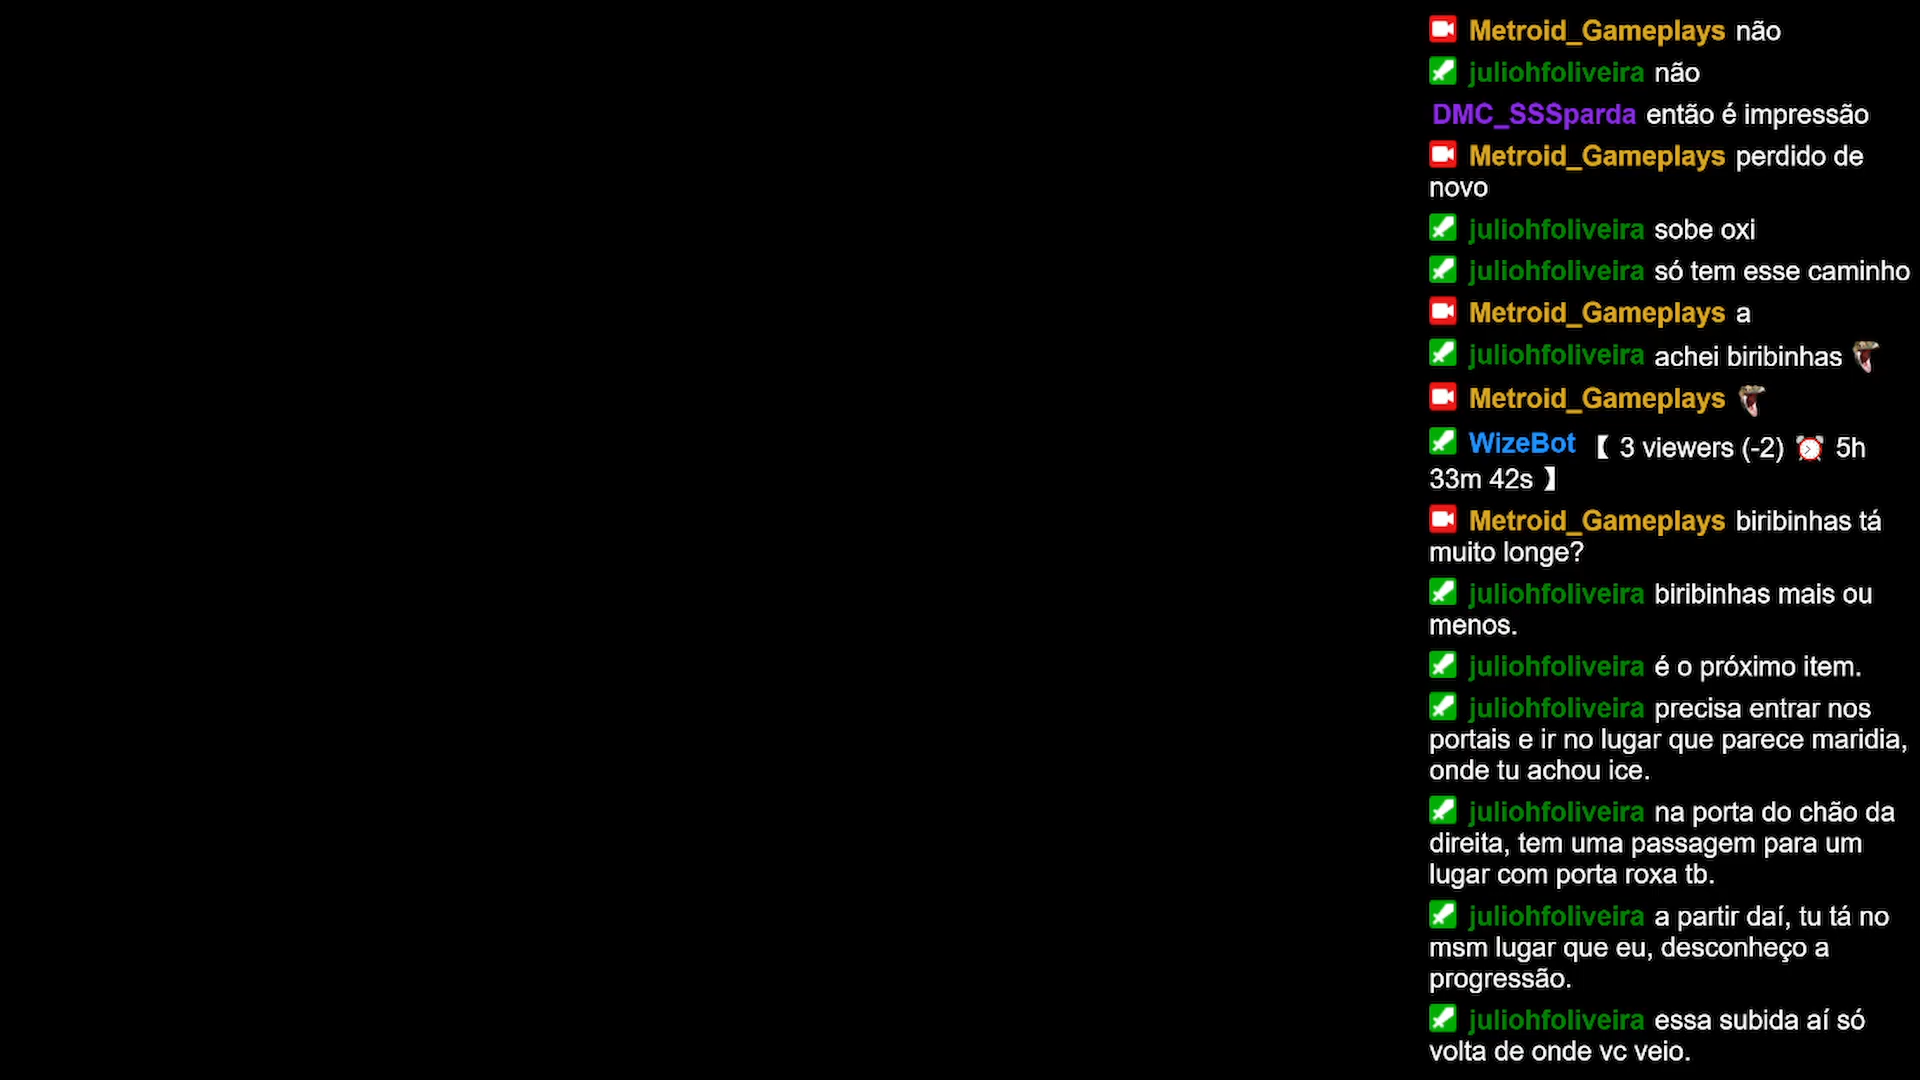 Metroid_Gameplays não
juliohfoliveira não
DMC_SSSparda então é impressão
Metroid_Gameplays perdido de
novo
juliohfoliveira sobe oxi
juliohfoliveira só tem esse caminho
Metroid_Gameplays a
juliohfoliveira achei biribinhas
Metroid_Gameplays
WizeBot 【 3 viewers (-2) ⏰ 5h
33m 42s 】
Metroid_Gameplays biribinhas tá
muito longe?
juliohfoliveira biribinhas mais ou
menos.
juliohfoliveira é o próximo item.
juliohfoliveira precisa entrar nos
portais e ir no lugar que parece maridia,
onde tu achou ice.
juliohfoliveira na porta do chão da
direita, tem uma passagem para um
lugar com porta roxa tb.
juliohfoliveira a partir daí, tu tá no
msm lugar que eu, desconheço a
progressão.
juliohfoliveira essa subida aí só
volta de onde vc veio.